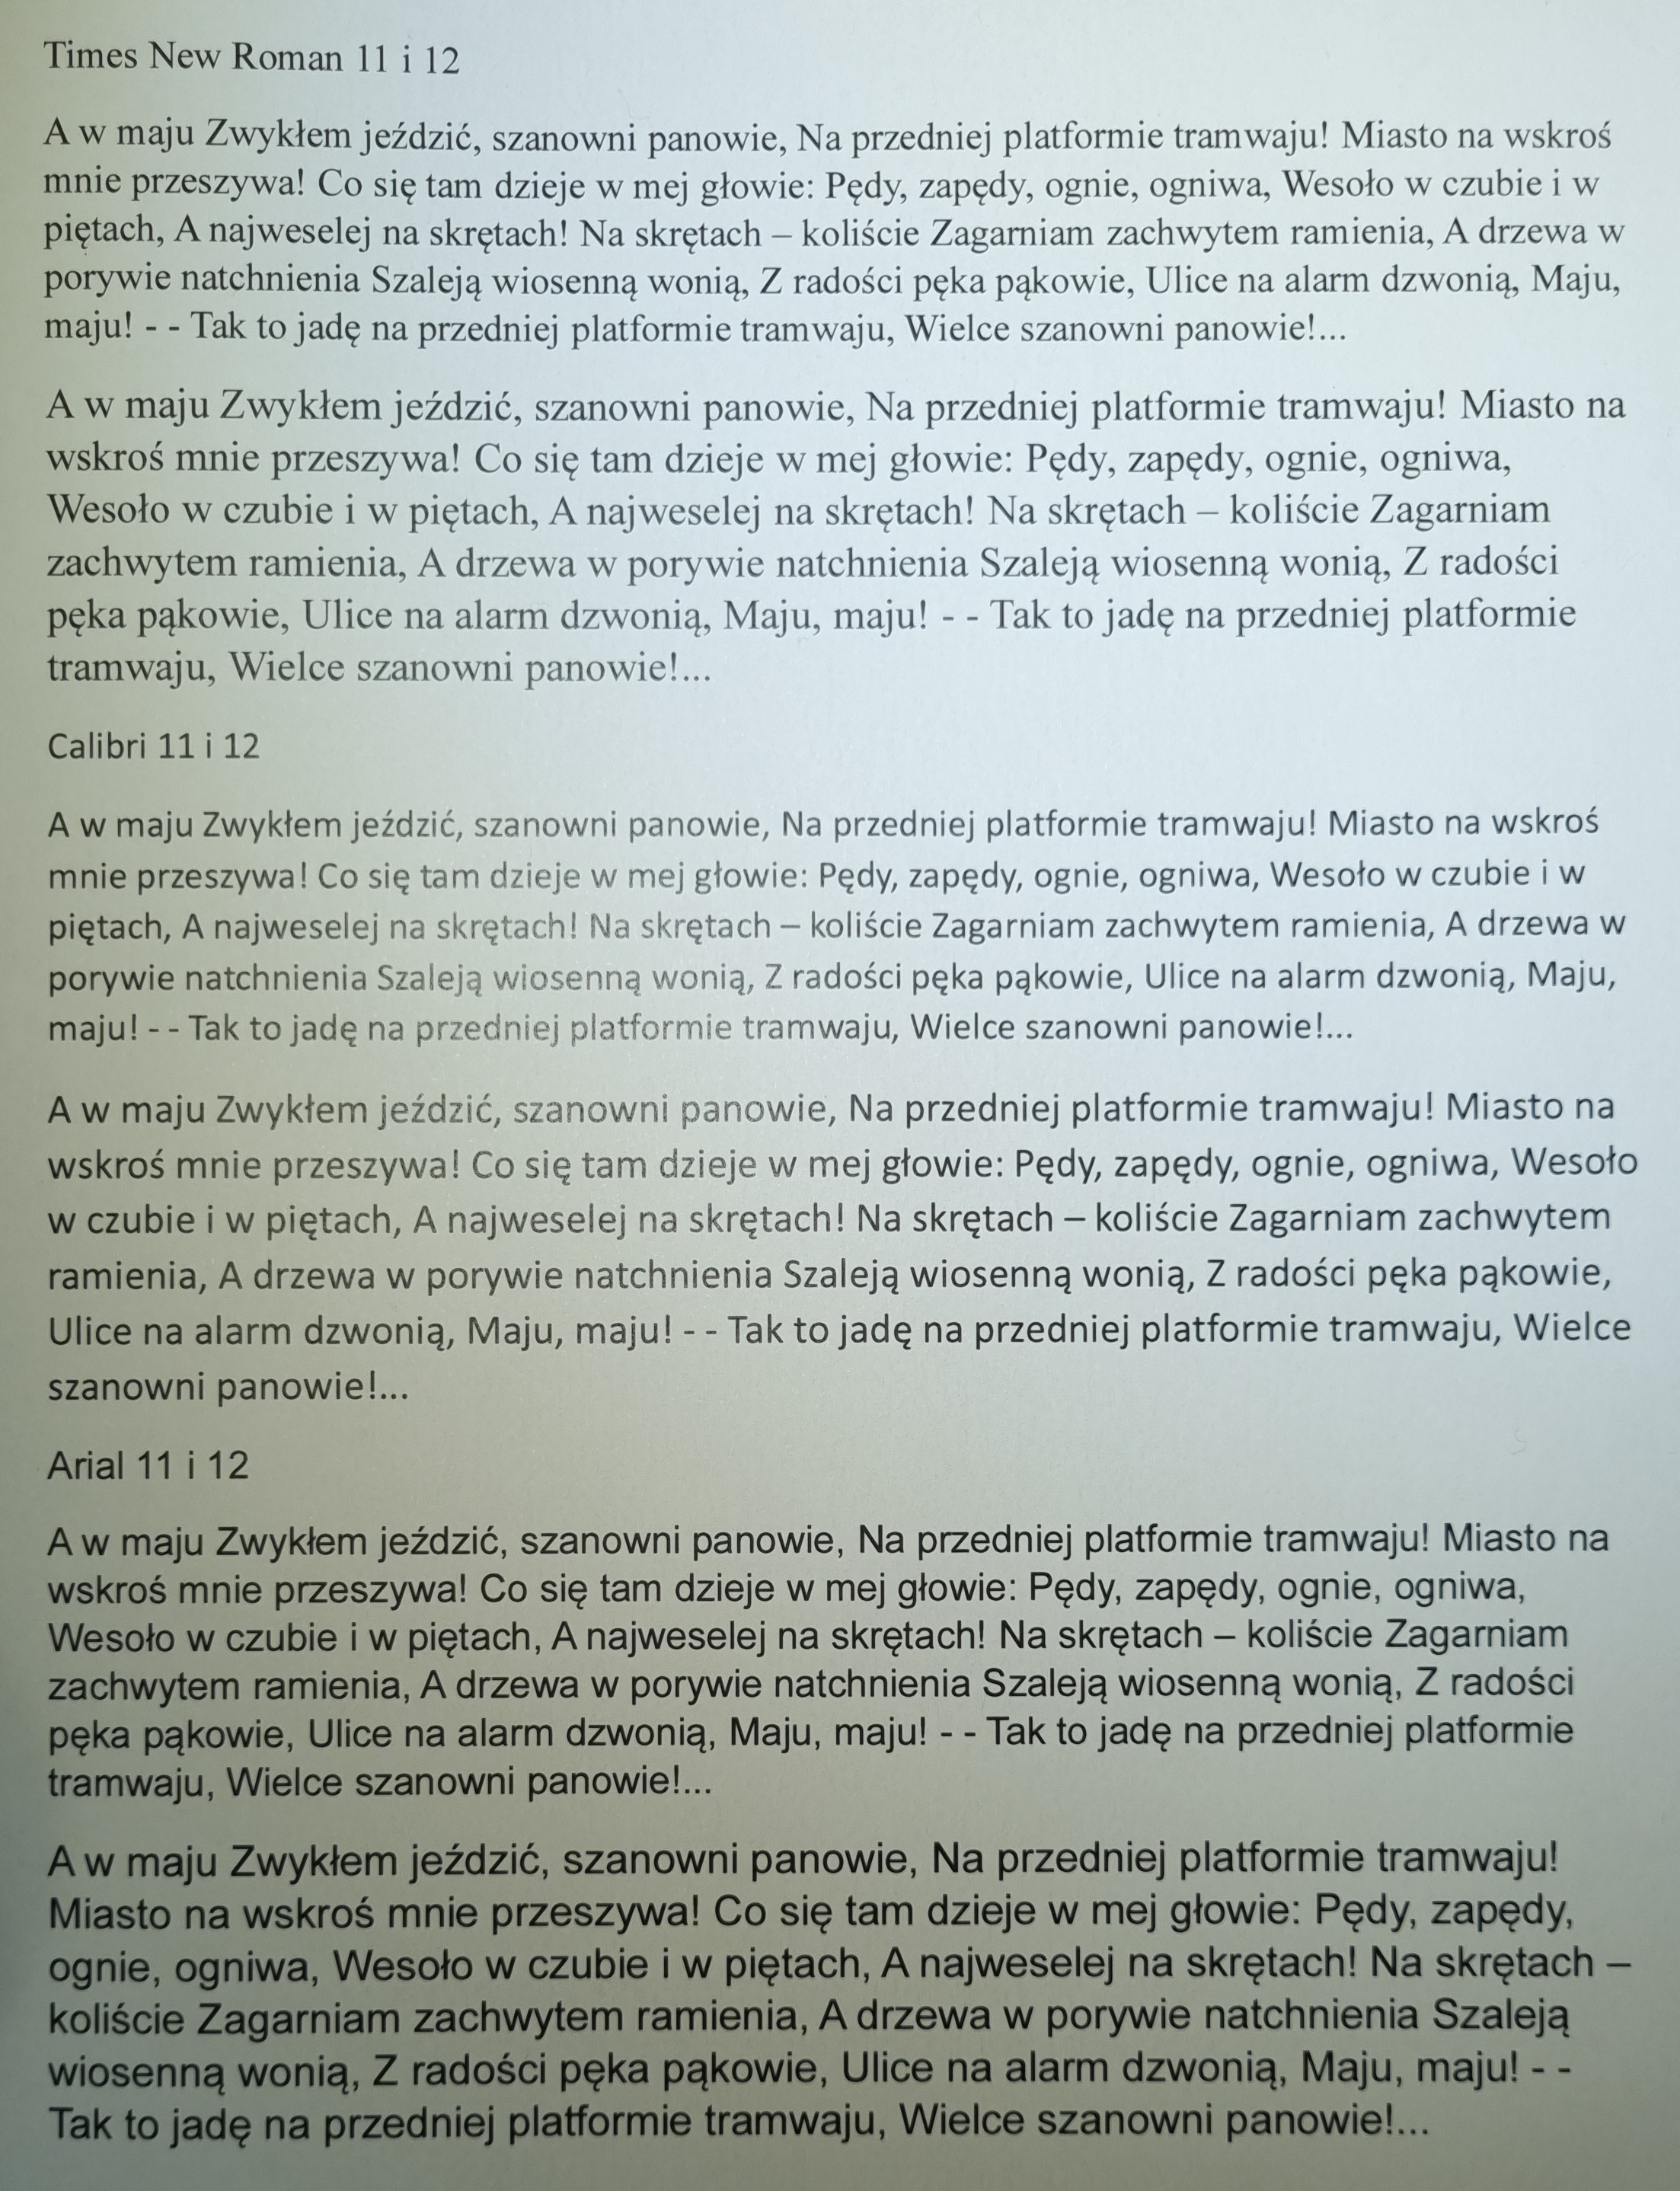 Times New Roman 11 i 12
A w maju Zwykłem jeździć, szanowni panowie, Na przedniej platformie tramwaju! Miasto na wskroś
mnie przeszywa! Co się tam dzieje w mej głowie: Pędy, zapędy, ognie, ogniwa, Wesoło w czubie i w
piętach, A najweselej na skrętach! Na skrętach – koliście Zagarniam zachwytem ramienia, A drzewa w
porywie natchnienia Szaleją wiosenną wonią, Z radości pęka pąkowie, Ulice na alarm dzwonią, Maju,
maju! - - Tak to jadę na przedniej platformie tramwaju, Wielce szanowni panowie!...
A w maju Zwykłem jeździć, szanowni panowie, Na przedniej platformie tramwaju! Miasto na
wskroś mnie przeszywa! Co się tam dzieje w mej głowie: Pędy, zapędy, ognie, ogniwa,
Wesoło w czubie i w piętach, A najweselej na skrętach! Na skrętach – koliście Zagarniam
zachwytem ramienia, A drzewa w porywie natchnienia Szaleją wiosenną wonią, Z radości
pęka pąkowie, Ulice na alarm dzwonią, Maju, maju! - - Tak to jadę na przedniej platformie
tramwaju, Wielce szanowni panowie!...
Calibri 11 i 12
A w maju Zwykłem jeździć, szanowni panowie, Na przedniej platformie tramwaju! Miasto na wskroś
mnie przeszywa! Co się tam dzieje w mej głowie: Pędy, zapędy, ognie, ogniwa, Wesoło w czubie i w
piętach, A najweselej na skrętach! Na skrętach – koliście Zagarniam zachwytem ramienia, A drzewa w
porywie natchnienia Szaleją wiosenną wonią, Z radości pęka pąkowie, Ulice na alarm dzwonią, Maju,
maju! - - Tak to jadę na przedniej platformie tramwaju, Wielce szanowni panowie!...
A w maju Zwykłem jeździć, szanowni panowie, Na przedniej platformie tramwaju! Miasto na
wskroś mnie przeszywa! Co się tam dzieje w mej głowie: Pędy, zapędy, ognie, ogniwa, Wesoło
w czubie i w piętach, A najweselej na skrętach! Na skrętach – koliście Zagarniam zachwytem
ramienia, A drzewa w porywie natchnienia Szaleją wiosenną wonią, Z radości pęka pąkowie,
Ulice na alarm dzwonią, Maju, maju! - - Tak to jadę na przedniej platformie tramwaju, Wielce
szanowni panowie!...
Arial 11 i 12
A w maju Zwykłem jeździć, szanowni panowie, Na przedniej platformie tramwaju! Miasto na
wskroś mnie przeszywa! Co się tam dzieje w mej głowie: Pędy, zapędy, ognie, ogniwa,
Wesoło w czubie i w piętach, A najweselej na skrętach! Na skrętach – koliście Zagarniam
zachwytem ramienia, A drzewa w porywie natchnienia Szaleją wiosenną wonią, Z radości
pęka pąkowie, Ulice na alarm dzwonią, Maju, maju! - - Tak to jadę na przedniej platformie
tramwaju, Wielce szanowni panowie!...
A w maju Zwykłem jeździć, szanowni panowie, Na przedniej platformie tramwaju!
Miasto na wskroś mnie przeszywa! Co się tam dzieje w mej głowie: Pędy, zapędy,
ognie, ogniwa, Wesoło w czubie i w piętach, A najweselej na skrętach! Na skrętach –
koliście Zagarniam zachwytem ramienia, A drzewa w porywie natchnienia Szaleją
wiosenną wonią, Z radości pęka pąkowie, Ulice na alarm dzwonią, Maju, maju! - -
Tak to jadę na przedniej platformie tramwaju, Wielce szanowni panowie!...